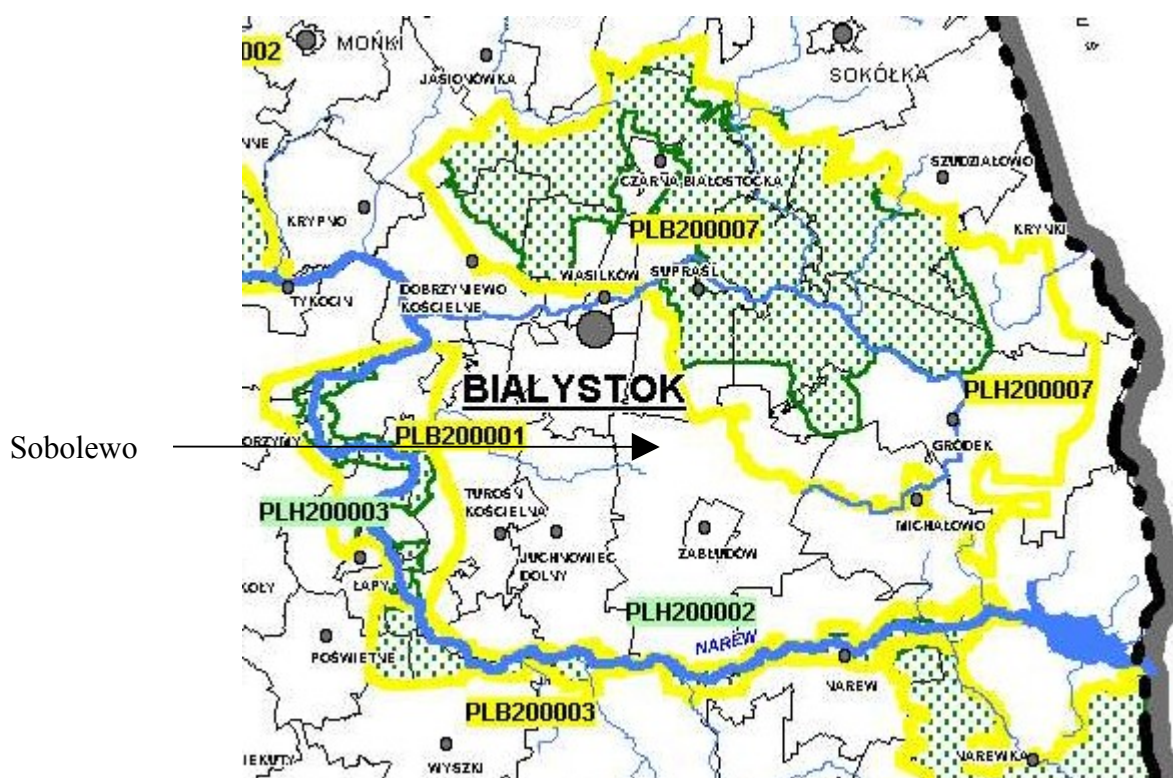 002
MOŃKI
JASIONÓWKA
SOKÓŁKA
SZUDZIAŁOWO
CZARNA BIAŁOSTOCKA
KRYPNO
PLB200007
KRYNKI
WASILKÓW
SUPRAŚL
TYKOCIN
DOBRZYNIEWO
KOŚCIELNE
BIAŁYSTOK
PLH200007
Sobolewo
ORZYMY
PLB200001
GRÓDEK
TUROŚŃ
KOŚCIELNA
PLH200003
MICHAŁOWO
JUCHNOWIEC
DOLNY
ZABŁUDÓW
ŁAPY
PLH200002
NAREW
POŚWIĘTNE
NAREW
PLB200003
WYSZKI
NAREWKA